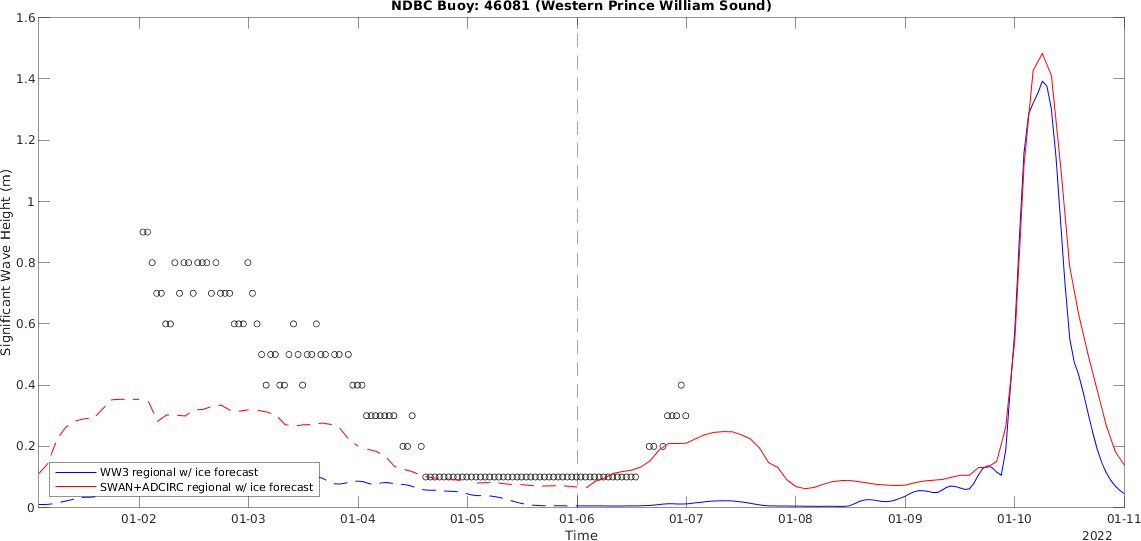 NDBC Buoy: 46081 (Western Prince William Sound)
Significant Wave Height (m)
1.6
1.4
1.2
1
0.8
0.6
0.4
0.2
0
WW3 regional w/ ice forecast
SWAN+ADCIRC regional w/ ice forecast
01-02 01-03 01-04 01-05 01-06 01-07 01-08 01-09 01-10 01-11
Time
2022